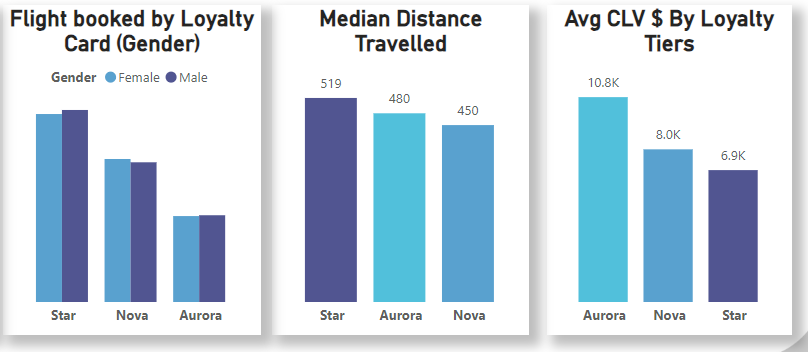 Flight booked by Loyalty
Card (Gender)
Gender Female Male
Star Nova Aurora
Median Distance
Travelled
519
480
450
Star Aurora Nova
Avg CLV $ By Loyalty
Tiers
10.8K
8.0K
6.9K
Aurora Nova Star